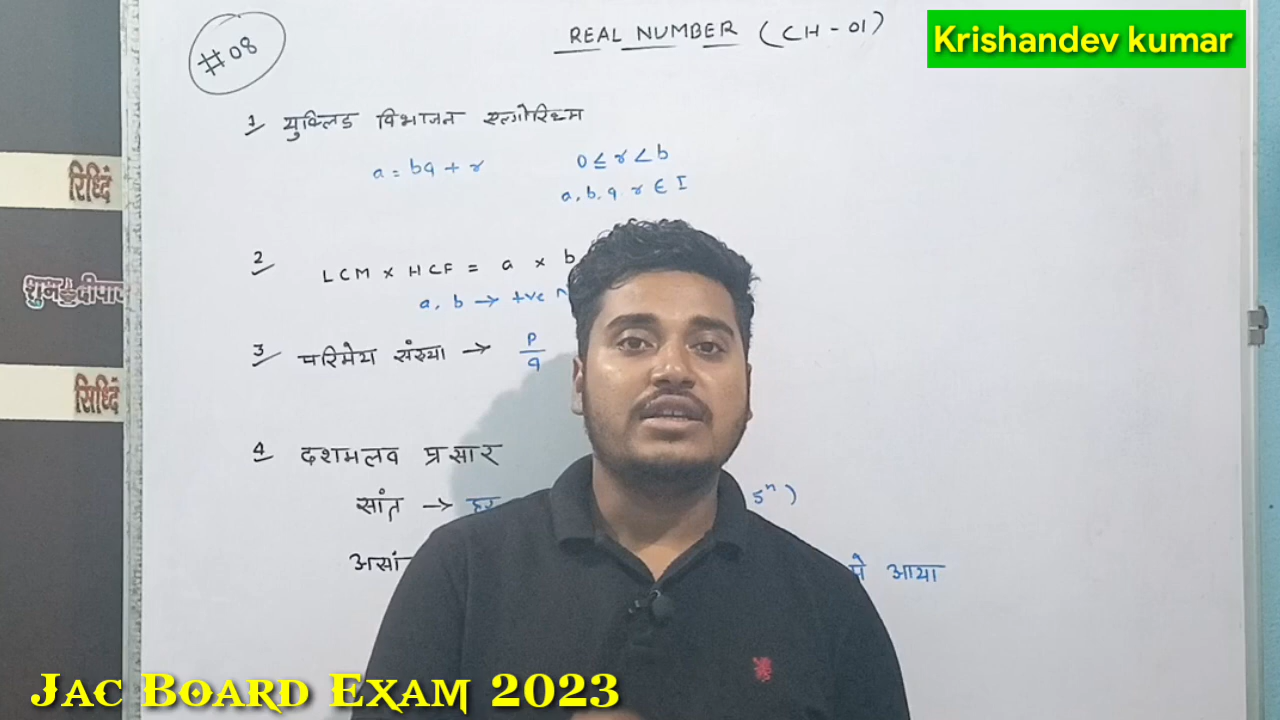 #08
REAL NUMBER (CH-01)
Krishandev kumar
1 युक्लिड विभाजन एल्गोरिथ्म
a = bq + r 0 ≤ r < b
a, b, q r ∈ I
2 LCM × HCF = a × b
a, b → +ve
3 परिमेय संख्या → p/q
4 दशमलव प्रसार
सांत → हर 5ⁿ)
असां
आया
रिध्दिं
शुभ
सिध्दिं
JAC BOARD EXAM 2023